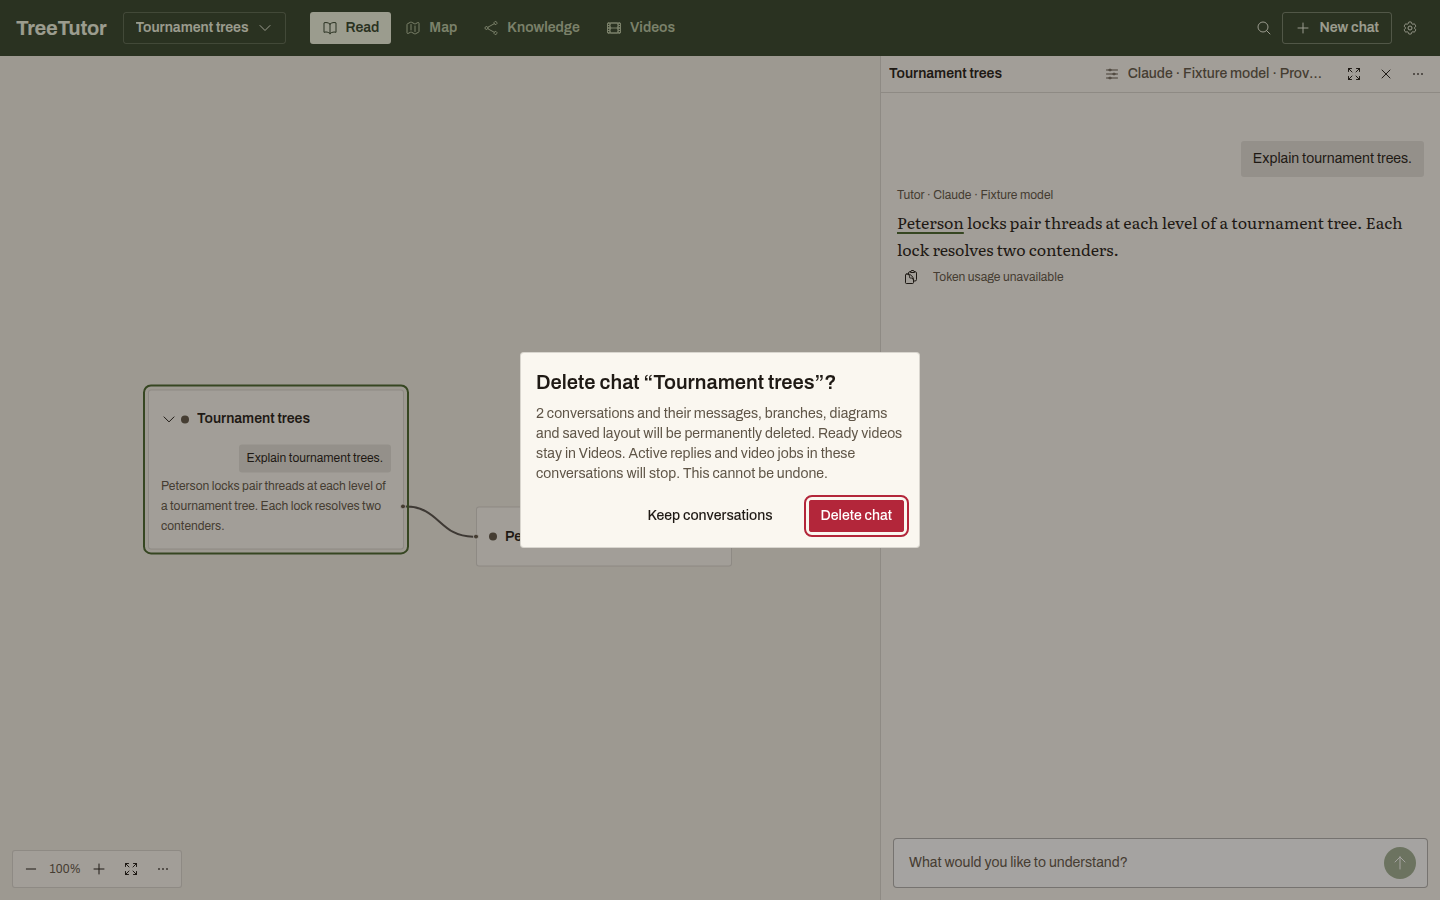 TreeTutor
Tournament trees
Read
Map
Knowledge
Videos
New chat
Tournament trees
Claude · Fixture model · Prov…
Explain tournament trees.
Tutor · Claude · Fixture model
Peterson locks pair threads at each level of a tournament tree. Each
lock resolves two contenders.
Token usage unavailable
Tournament trees
Explain tournament trees.
Peterson locks pair threads at each level of
a tournament tree. Each lock resolves two
contenders.
Pe
Delete chat “Tournament trees”?
2 conversations and their messages, branches, diagrams
and saved layout will be permanently deleted. Ready videos
stay in Videos. Active replies and video jobs in these
conversations will stop. This cannot be undone.
Keep conversations
Delete chat
100%
What would you like to understand?